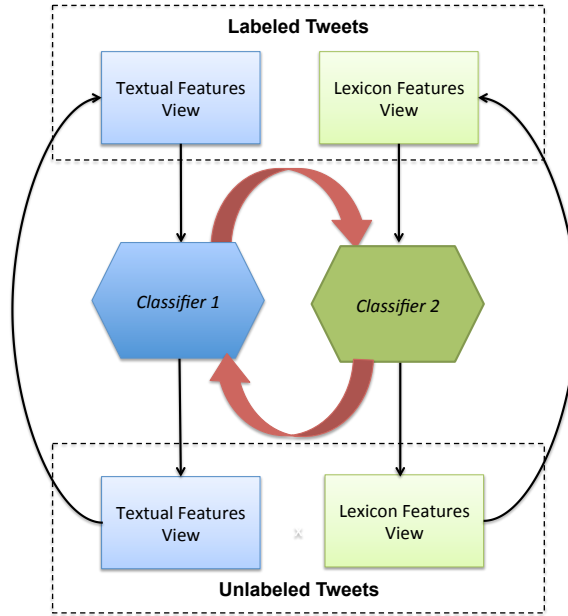 Labeled Tweets
Textual Features
View
Lexicon Features
View
Classifier 1
Classifier 2
Textual Features
View
Lexicon Features
View
Unlabeled Tweets